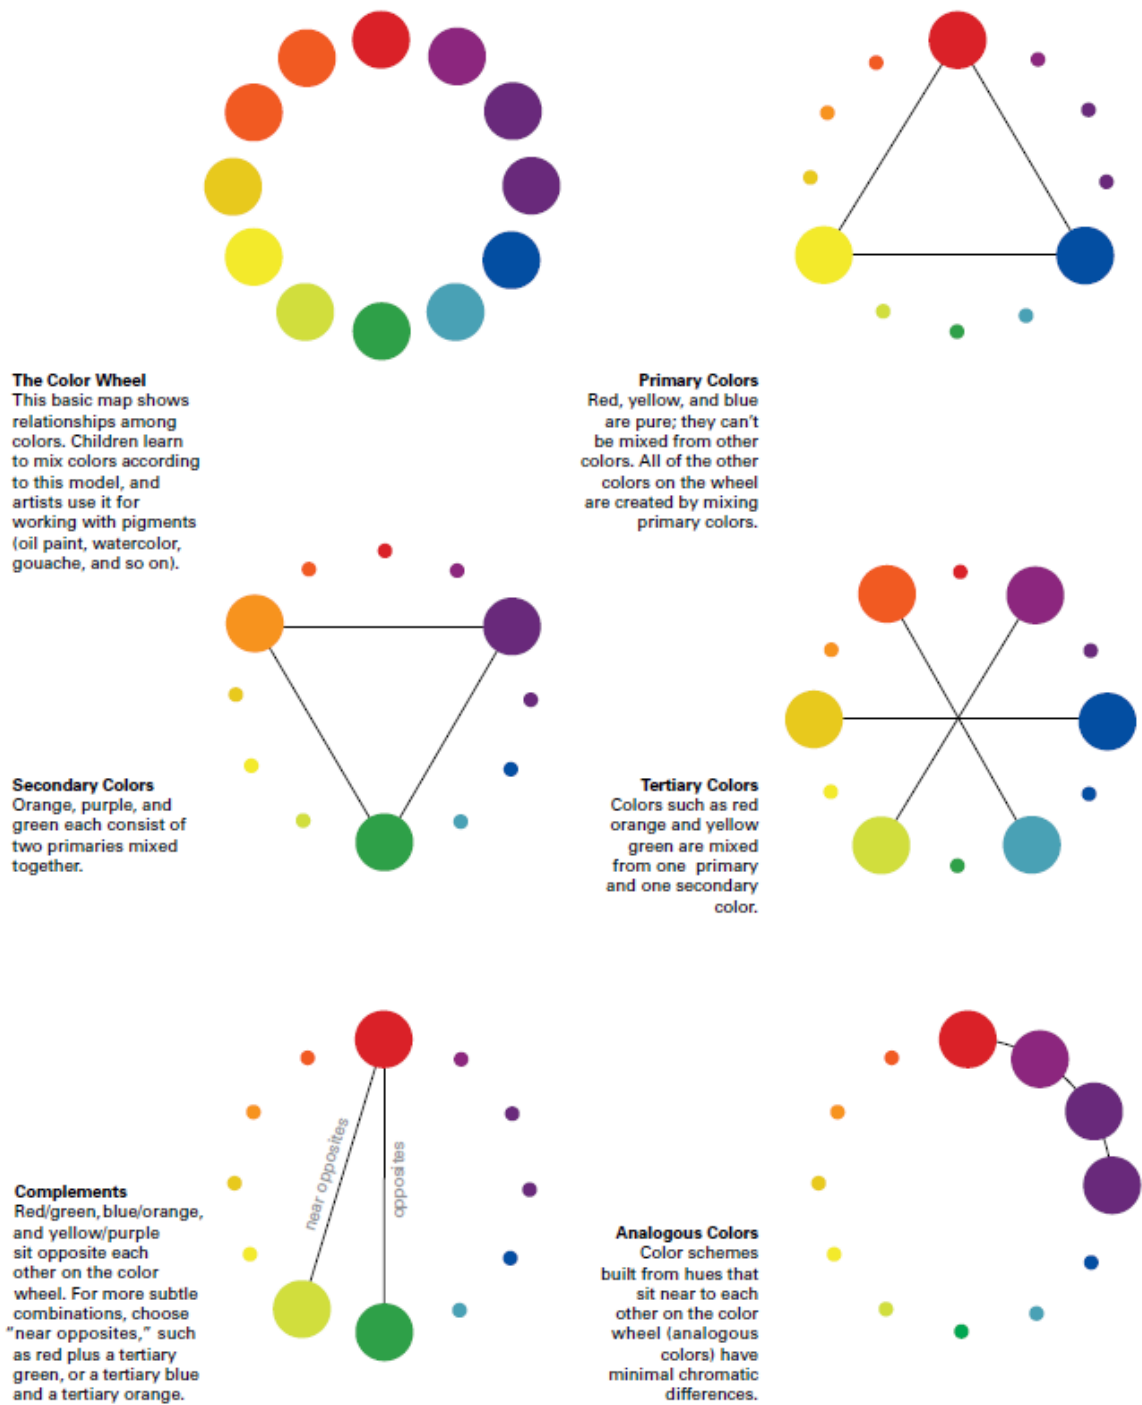 The Color Wheel
This basic map shows
relationships among
colors. Children learn
to mix colors according
to this model, and
artists use it for
working with pigments
(oil paint, watercolor,
gouache, and so on).
Primary Colors
Red, yellow, and blue
are pure; they can't
be mixed from other
colors. All of the other
colors on the wheel
are created by mixing
primary colors.
Secondary Colors
Orange, purple, and
green each consist of
two primaries mixed
together.
Tertiary Colors
Colors such as red
orange and yellow
green are mixed
from one primary
and one secondary
color.
near opposites
opposites
Complements
Red/green, blue/orange,
and yellow/purple
sit opposite each
other on the color
wheel. For more subtle
combinations, choose
"near opposites," such
as red plus a tertiary
green, or a tertiary blue
and a tertiary orange.
Analogous Colors
Color schemes
built from hues that
sit near to each
other on the color
wheel (analogous
colors) have
minimal chromatic
differences.